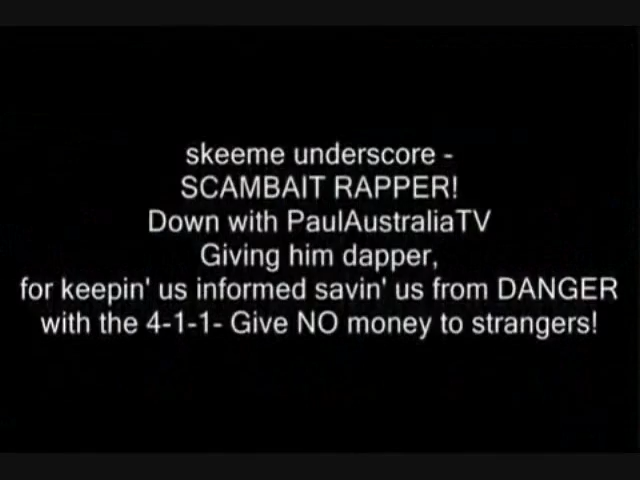 skeeme underscore -
SCAMBAIT RAPPER!
Down with PaulAustraliaTV
Giving him dapper,
for keepin' us informed savin' us from DANGER
with the 4-1-1- Give NO money to strangers!